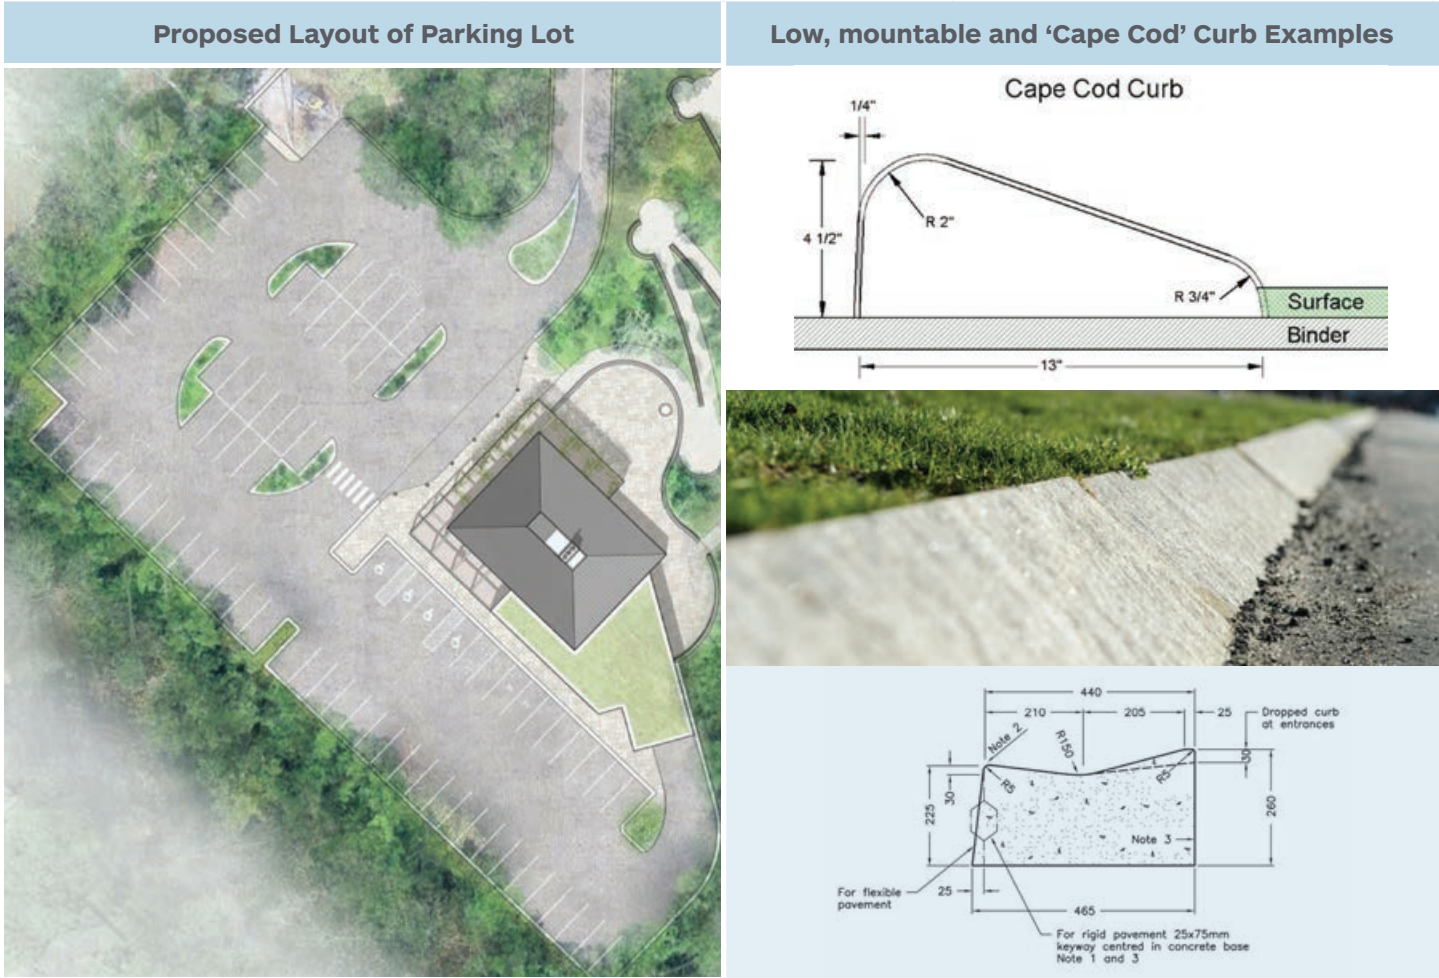 Proposed Layout of Parking Lot
Low, mountable and ‘Cape Cod’ Curb Examples
Cape Cod Curb
1/4"
4 1/2"
R 2"
R 3/4"
Surface
Binder
13"
440
210
205
25
Dropped curb
at entrances
Note 2
R150
30
R5
R5
30
225
260
Note 3
For flexible
pavement
25
465
For rigid pavement 25x75mm
keyway centred in concrete base
Note 1 and 3